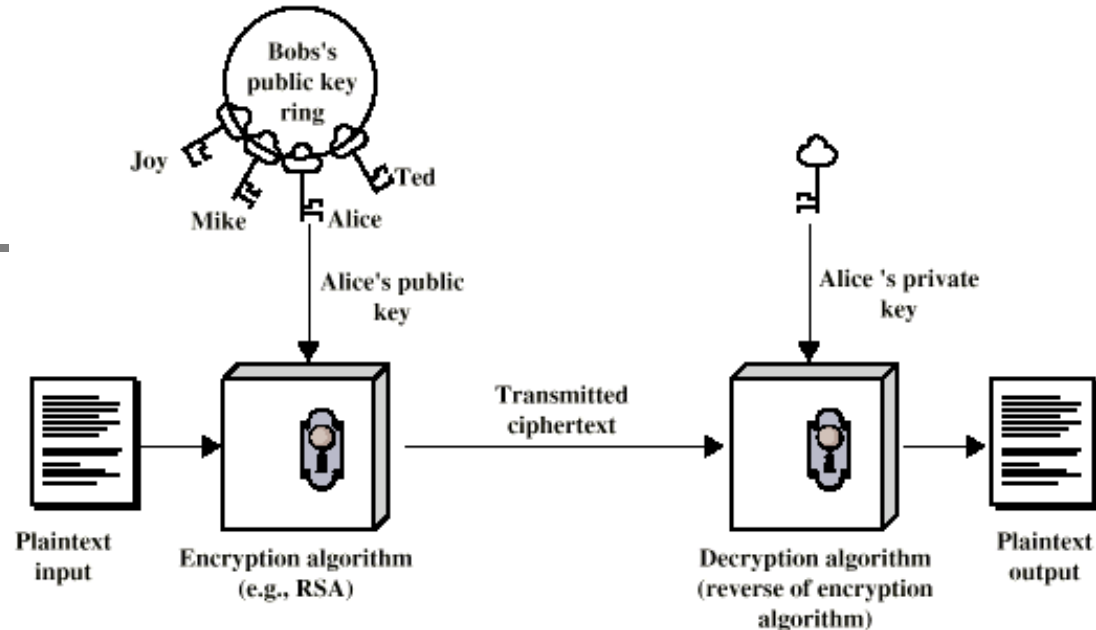 Bobs's
public key
ring
Joy
Ted
Mike
Alice
Alice's public
key
Alice 's private
key
Transmitted
ciphertext
Plaintext
input
Encryption algorithm
(e.g., RSA)
Decryption algorithm
(reverse of encryption
algorithm)
Plaintext
output